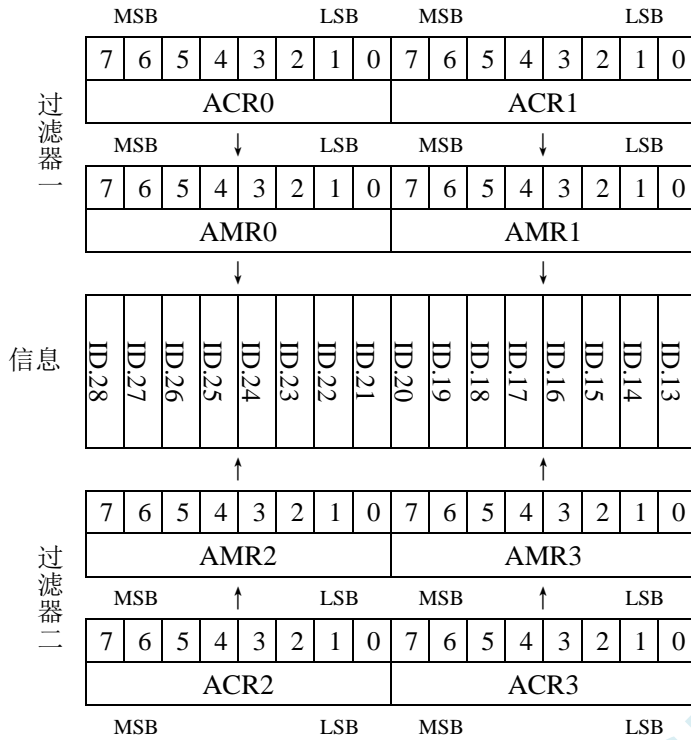 MSB LSB MSB LSB
7 6 5 4 3 2 1 0 7 6 5 4 3 2 1 0
ACR0 ACR1
过滤器一
MSB ↓ LSB MSB ↓ LSB
7 6 5 4 3 2 1 0 7 6 5 4 3 2 1 0
AMR0 AMR1
↓ ↓
信息
ID.28 ID.27 ID.26 ID.25 ID.24 ID.23 ID.22 ID.21 ID.20 ID.19 ID.18 ID.17 ID.16 ID.15 ID.14 ID.13
↑ ↑
7 6 5 4 3 2 1 0 7 6 5 4 3 2 1 0
AMR2 AMR3
过滤器二
MSB ↑ LSB MSB ↑ LSB
7 6 5 4 3 2 1 0 7 6 5 4 3 2 1 0
ACR2 ACR3
MSB LSB MSB LSB